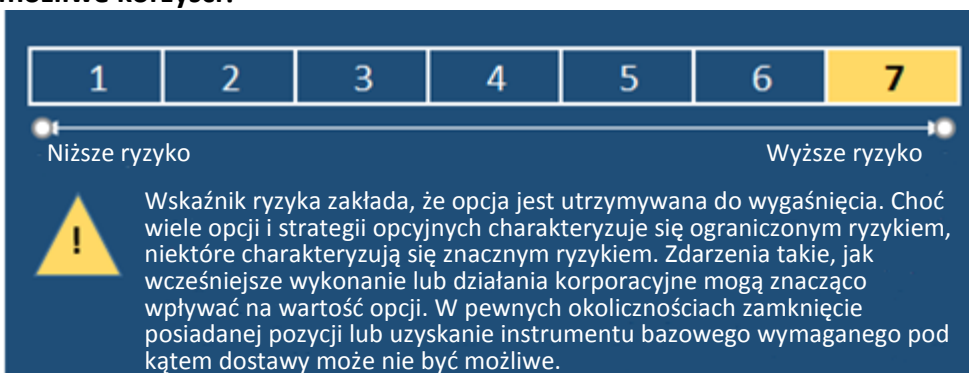 możliwe korzyści?
1 2 3 4 5 6 7
Niższe ryzyko Wyższe ryzyko
!
Wskaźnik ryzyka zakłada, że opcja jest utrzymywana do wygaśnięcia. Choć
wiele opcji i strategii opcyjnych charakteryzuje się ograniczonym ryzykiem,
niektóre charakteryzują się znacznym ryzykiem. Zdarzenia takie, jak
wcześniejsze wykonanie lub działania korporacyjne mogą znacząco
wpływać na wartość opcji. W pewnych okolicznościach zamknięcie
posiadanej pozycji lub uzyskanie instrumentu bazowego wymaganego pod
kątem dostawy może nie być możliwe.